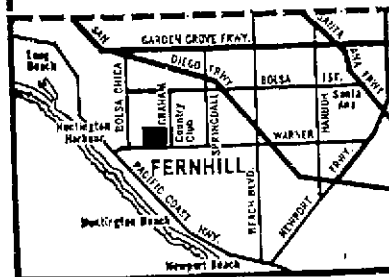 SAN
GARDEN GROVE FRWY.
SANTA
ANA FRWY.
Long
Beach
DIEGO FRWY.
BOLSA CHICA
GRAHAM
Country
Club
SPRINGDALE
BOLSA
Santa
Ana
HARBOR
Huntington
Harbour
WARNER
FERNHILL
PACIFIC COAST
HWY.
BEACH BLVD.
NEWPORT
FRWY.
Huntington Beach
Newport Beach